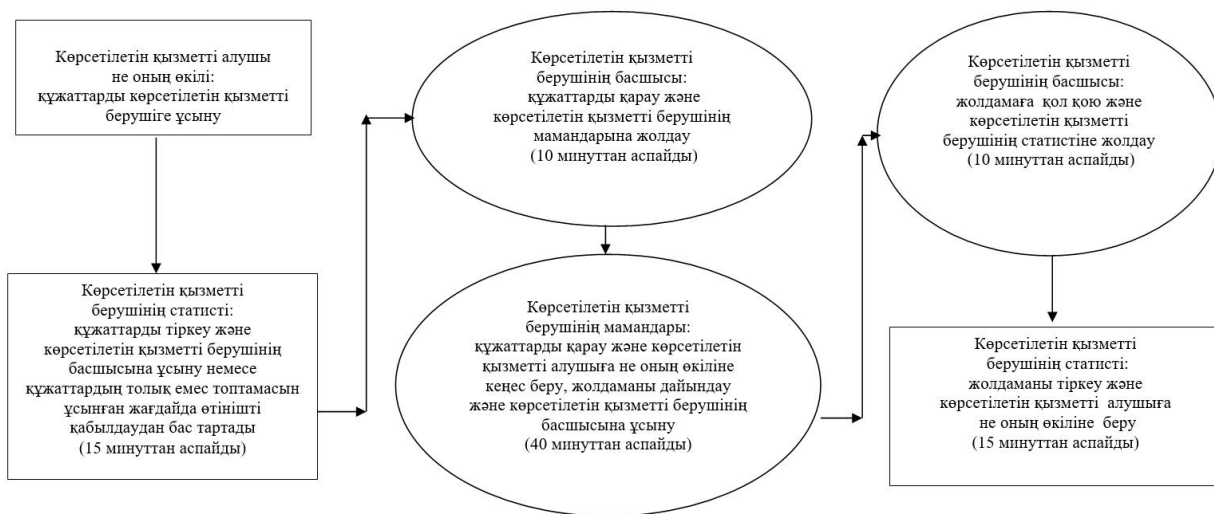 Көрсетілетін қызметті алушы
не оның өкілі:
құжаттарды көрсетілетін қызметті
берушіге ұсыну
Көрсетілетін қызметті
берушінің статисті:
құжаттарды тіркеу және
көрсетілетін қызметті берушінің
басшысына ұсыну немесе
құжаттардың толық емес топтамасын
ұсынған жағдайда өтінішті
қабылдаудан бас тартады
(15 минуттан аспайды)
Көрсетілетін қызметті
берушінің басшысы:
құжаттарды қарау және
көрсетілетін қызметті берушінің
мамандарына жолдау
(10 минуттан аспайды)
Көрсетілетін қызметті
берушінің мамандары:
құжаттарды қарау және көрсетілетін
қызметті алушыға не оның өкіліне
кеңес беру, жолдаманы дайындау
және көрсетілетін қызметті берушінің
басшысына ұсыну
(40 минуттан аспайды)
Көрсетілетін қызметті
берушінің басшысы:
жолдамаға қол қою және
көрсетілетін қызметті
берушінің статистіне жолдау
(10 минуттан аспайды)
Көрсетілетін қызметті
берушінің статисті:
жолдаманы тіркеу және
көрсетілетін қызметті алушыға
не оның өкіліне беру
(15 минуттан аспайды)